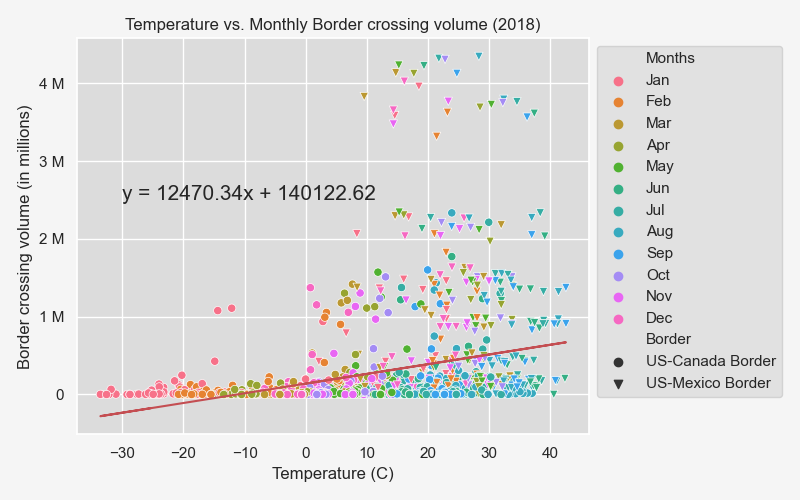 Temperature vs. Monthly Border crossing volume (2018)
Border crossing volume (in millions)
4 M
3 M
2 M
1 M
0
y = 12470.34x + 140122.62
−30
−20
−10
0
10
20
30
40
Temperature (C)
Months
Jan
Feb
Mar
Apr
May
Jun
Jul
Aug
Sep
Oct
Nov
Dec
Border
US-Canada Border
US-Mexico Border